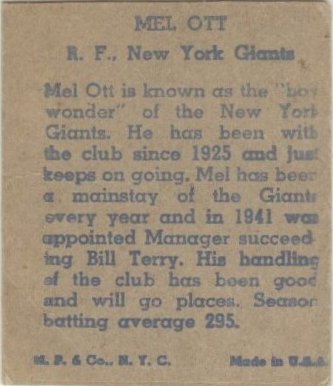 MEL OTT
R. F., New York Giants
Mel Ott is known as the "boy
wonder" of the New York
Giants. He has been with
the club since 1925 and just
keeps on going. Mel has been
a mainstay of the Giants
every year and in 1941 was
appointed Manager succeed-
ing Bill Terry. His handling
of the club has been good
and will go places. Season
batting average 295.
M. P. & Co., N. Y. C. Made in U.S.A.